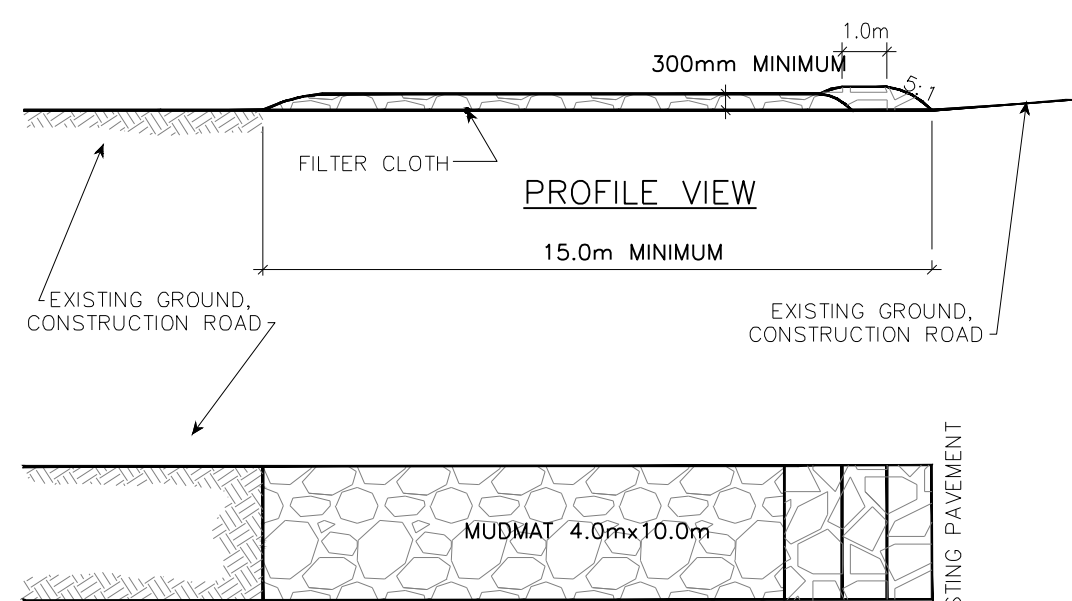 1.0m
300mm MINIMUM
5:1
FILTER CLOTH
PROFILE VIEW
15.0m MINIMUM
EXISTING GROUND,
CONSTRUCTION ROAD
EXISTING GROUND,
CONSTRUCTION ROAD
MUDMAT 4.0mx10.0m
PAVEMENT